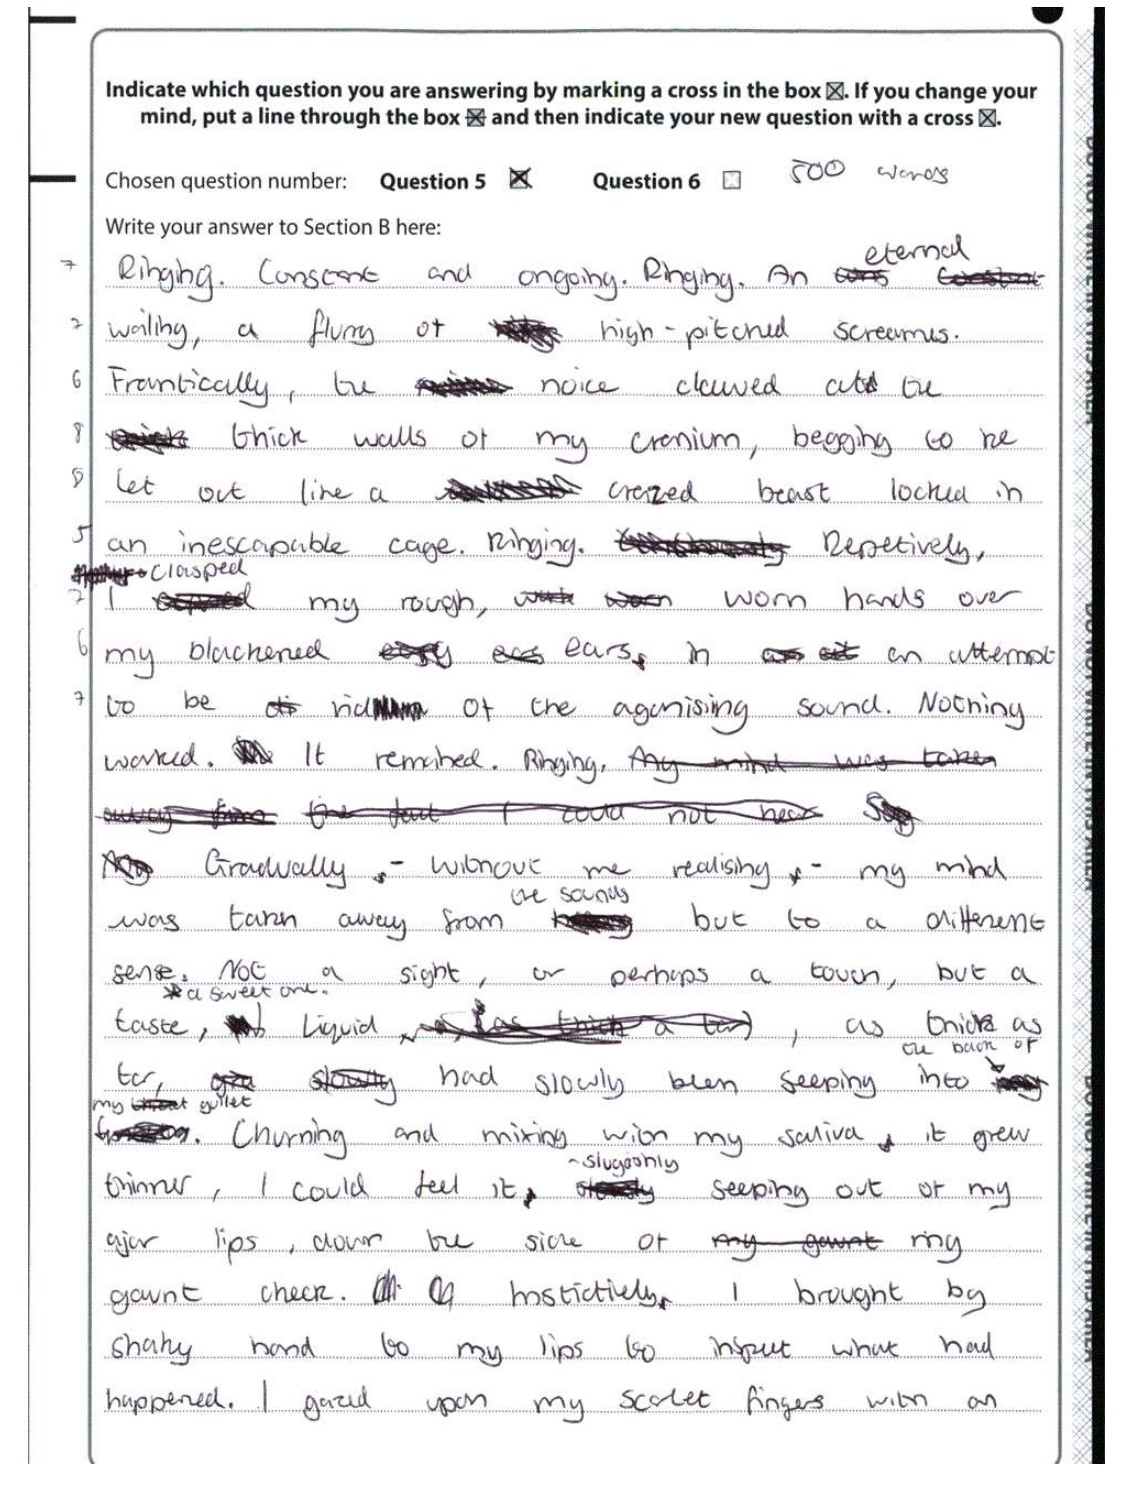 Indicate which question you are answering by marking a cross in the box ☒. If you change your
mind, put a line through the box and then indicate your new question with a cross ☒.
Chosen question number: Question 5 ☒ Question 6 ☐ 500 words
Write your answer to Section B here:
7 Ringing. Constant and ongoing. Ringing. An eternal
7 wailing, a flurry of high-pitched screames.
6 Frantically, the noice clawed at the
8 thick walls of my cranium, begging to be
8 let out like a crazed beast locked in
5 an inescapable cage. Ringing. Repetively,
7 I clasped my rough, worn hands over
6 my blackened ears, in an attempt
7 to be rid of the agonising sound. Nothing
worked. It remained. Ringing.
Gradually - without me realising - my mind
was taken away from the sounds but to a different
sense. Not a sight, or perhaps a touch, but a
taste, * a sweet one. Liquid, as thick as
tar, had slowly been seeping into the back of
my gullet. Churning and mixing with my saliva, it grew
thinner, I could feel it, ~sluggohly seeping out of my
ajar lips, down the side of my
gaunt cheek. Instictively, I brought by
shaky hand to my lips to inspect what had
happened. I gazed upon my scarlet fingers with an